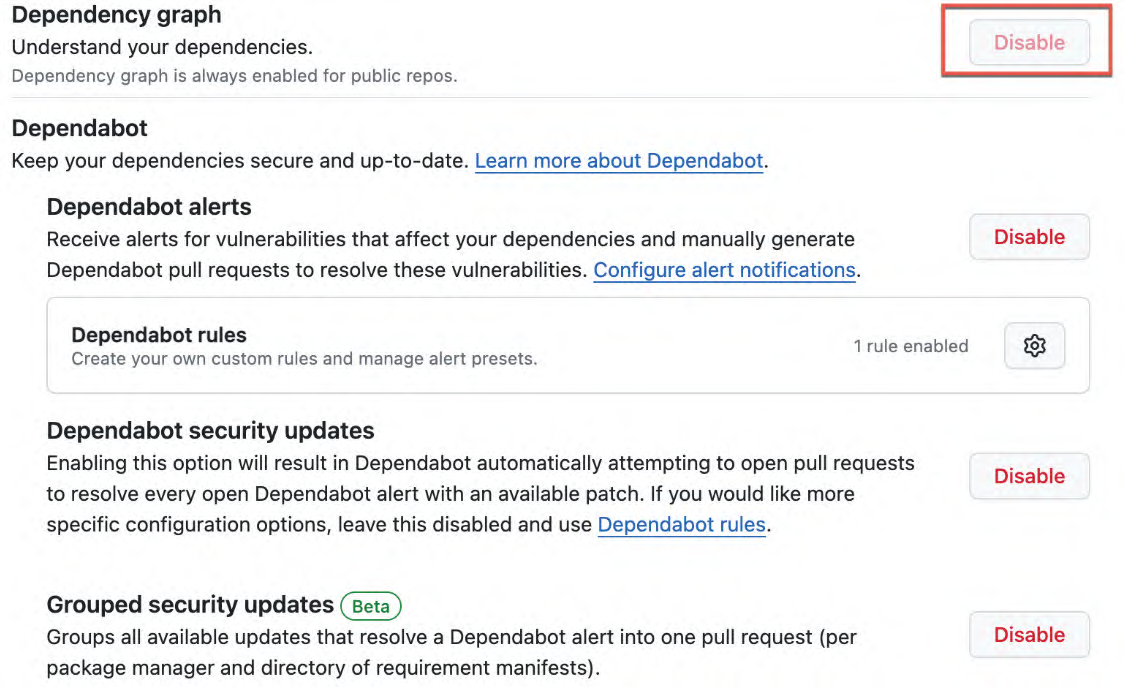 Dependency graph
Disable
Understand your dependencies.
Dependency graph is always enabled for public repos.
Dependabot
Keep your dependencies secure and up-to-date. Learn more about Dependabot.
Dependabot alerts
Receive alerts for vulnerabilities that affect your dependencies and manually generate
Dependabot pull requests to resolve these vulnerabilities. Configure alert notifications.
Disable
Dependabot rules
Create your own custom rules and manage alert presets.
1 rule enabled
Dependabot security updates
Enabling this option will result in Dependabot automatically attempting to open pull requests
to resolve every open Dependabot alert with an available patch. If you would like more
specific configuration options, leave this disabled and use Dependabot rules.
Disable
Grouped security updates Beta
Groups all available updates that resolve a Dependabot alert into one pull request (per
package manager and directory of requirement manifests).
Disable